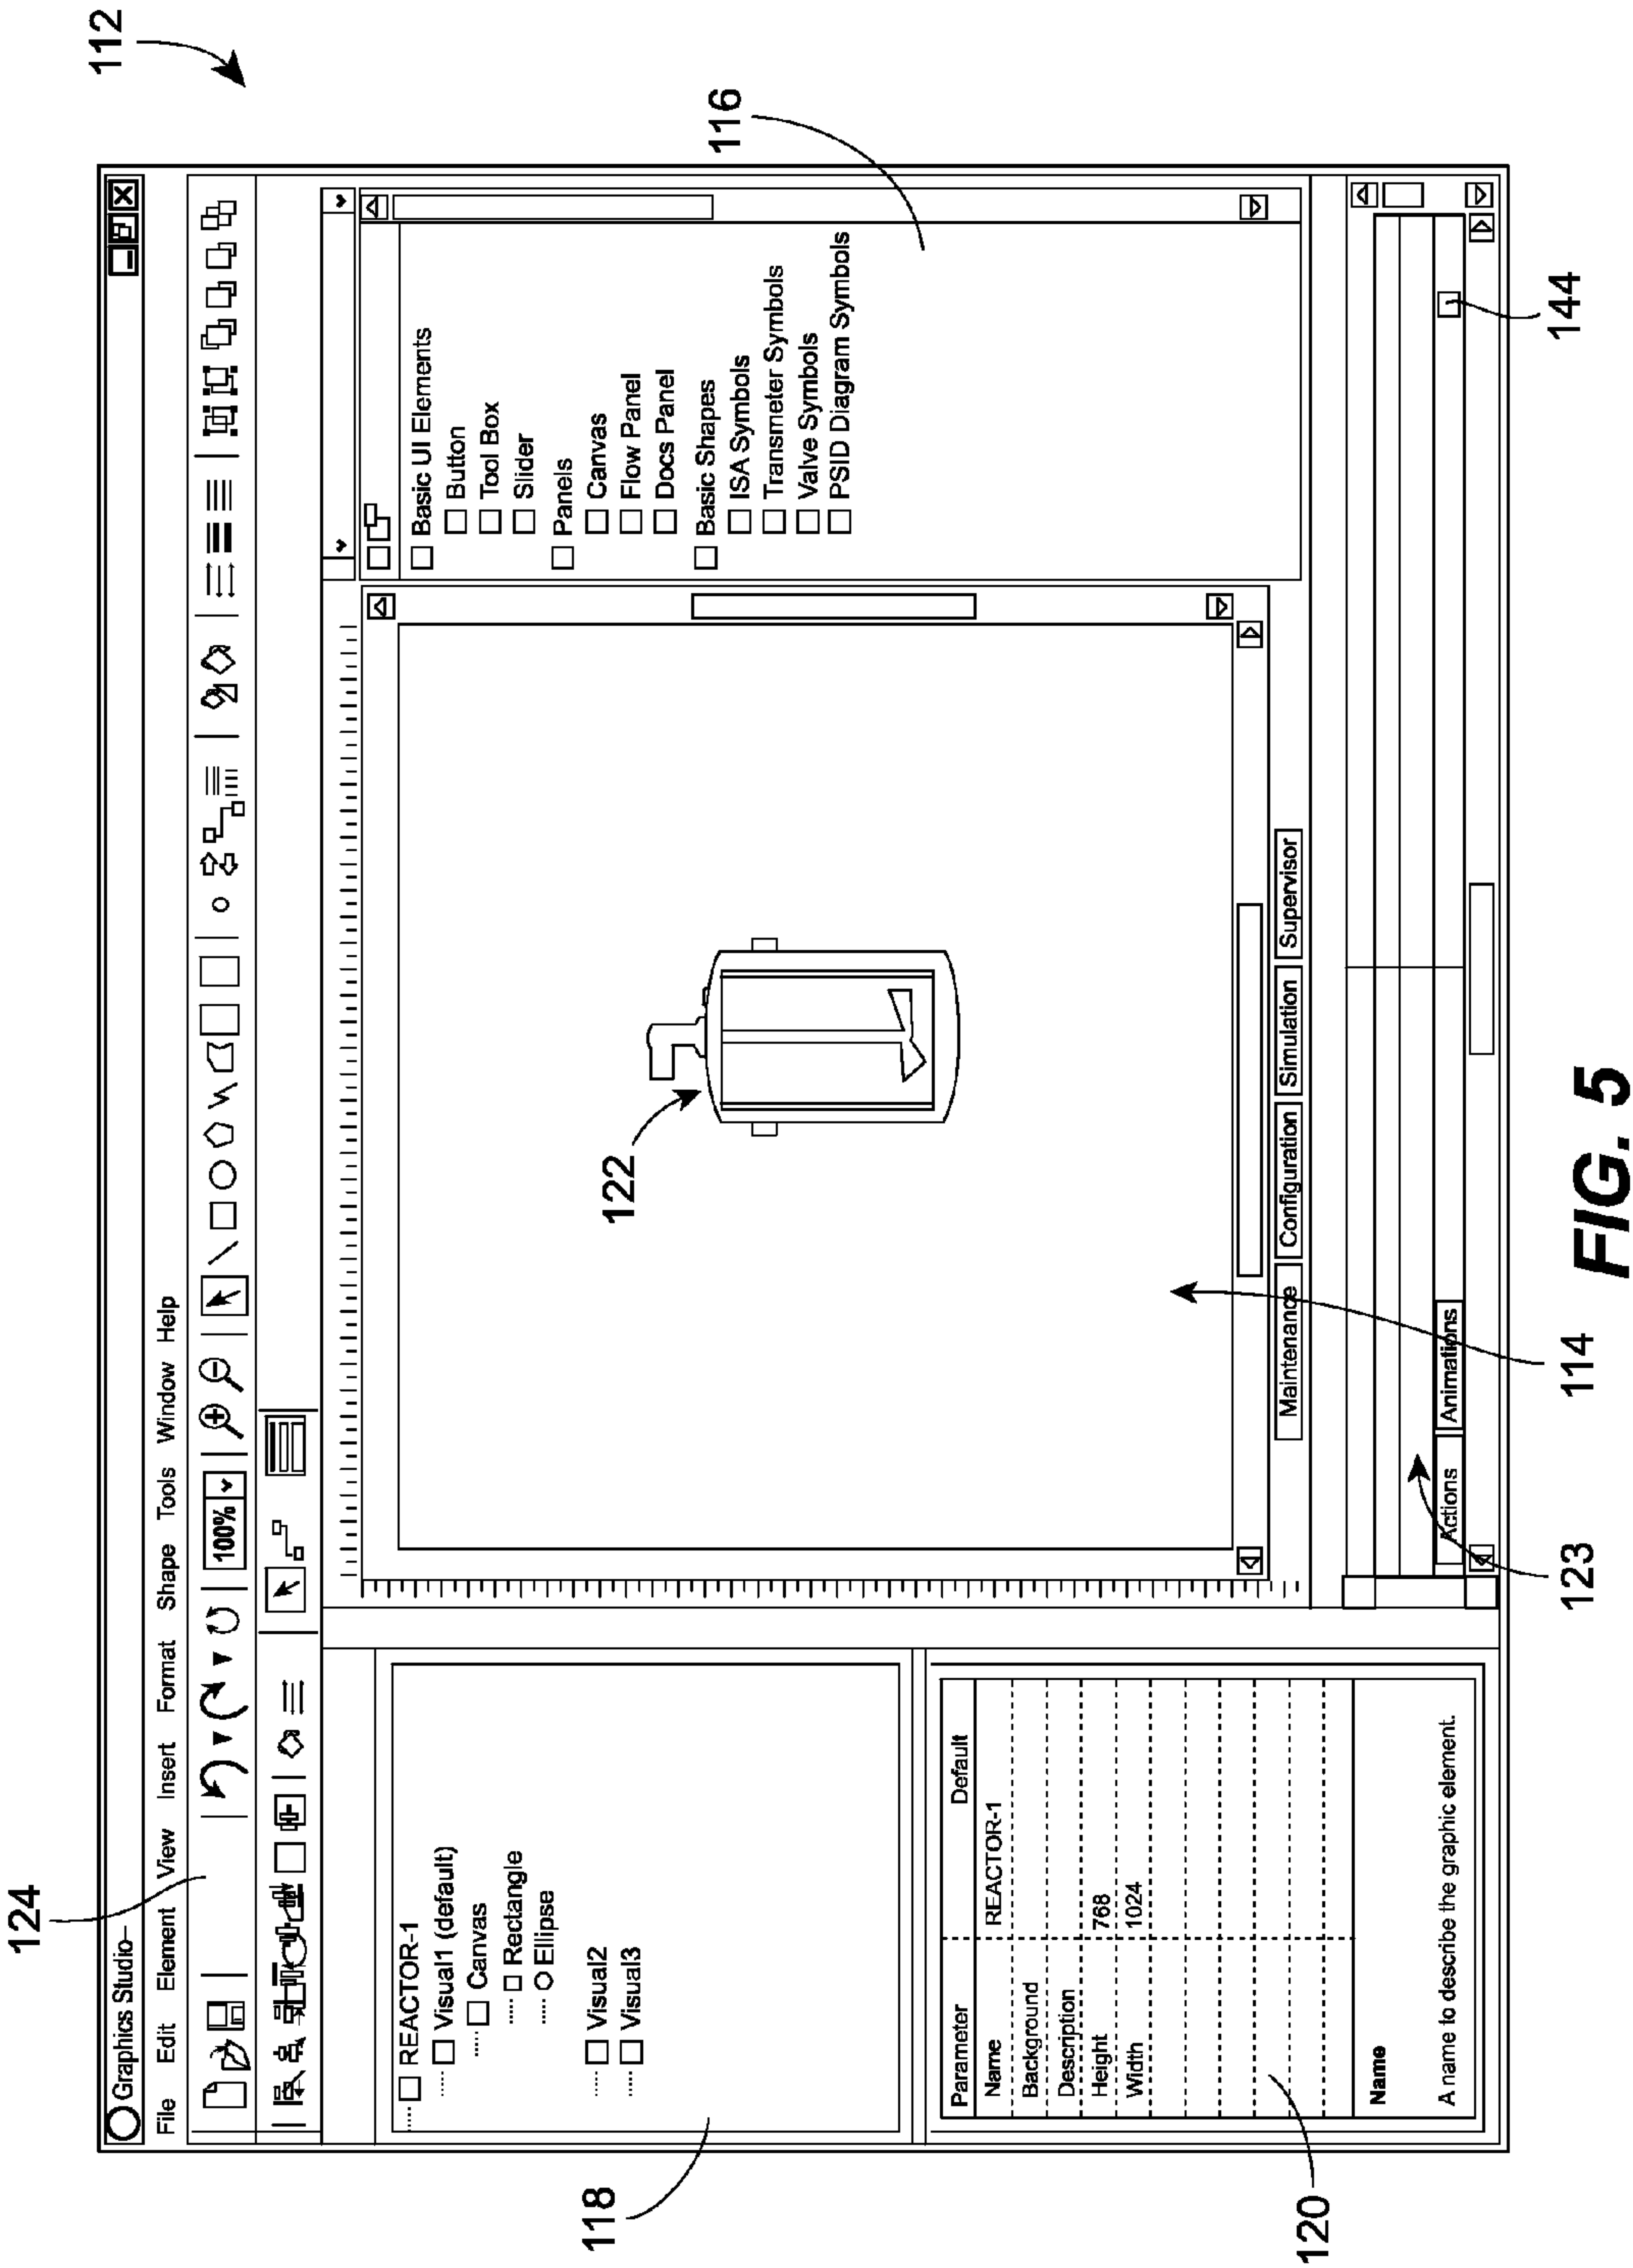 112
124
Graphics Studio–
File Edit Element View Insert Format Shape Tools Window Help
100%
REACTOR-1
Visual1 (default)
Canvas
Rectangle
Ellipse
Visual2
Visual3
118
Parameter Default
Name REACTOR-1
Background
Description
Height 768
Width 1024
Name
A name to describe the graphic element.
120
122
Maintenance Configuration Simulation Supervisor
114
Basic UI Elements
Button
Tool Box
Slider
Panels
Canvas
Flow Panel
Docs Panel
Basic Shapes
ISA Symbols
Transmeter Symbols
Valve Symbols
PSID Diagram Symbols
116
Actions Animations
123
144
FIG. 5